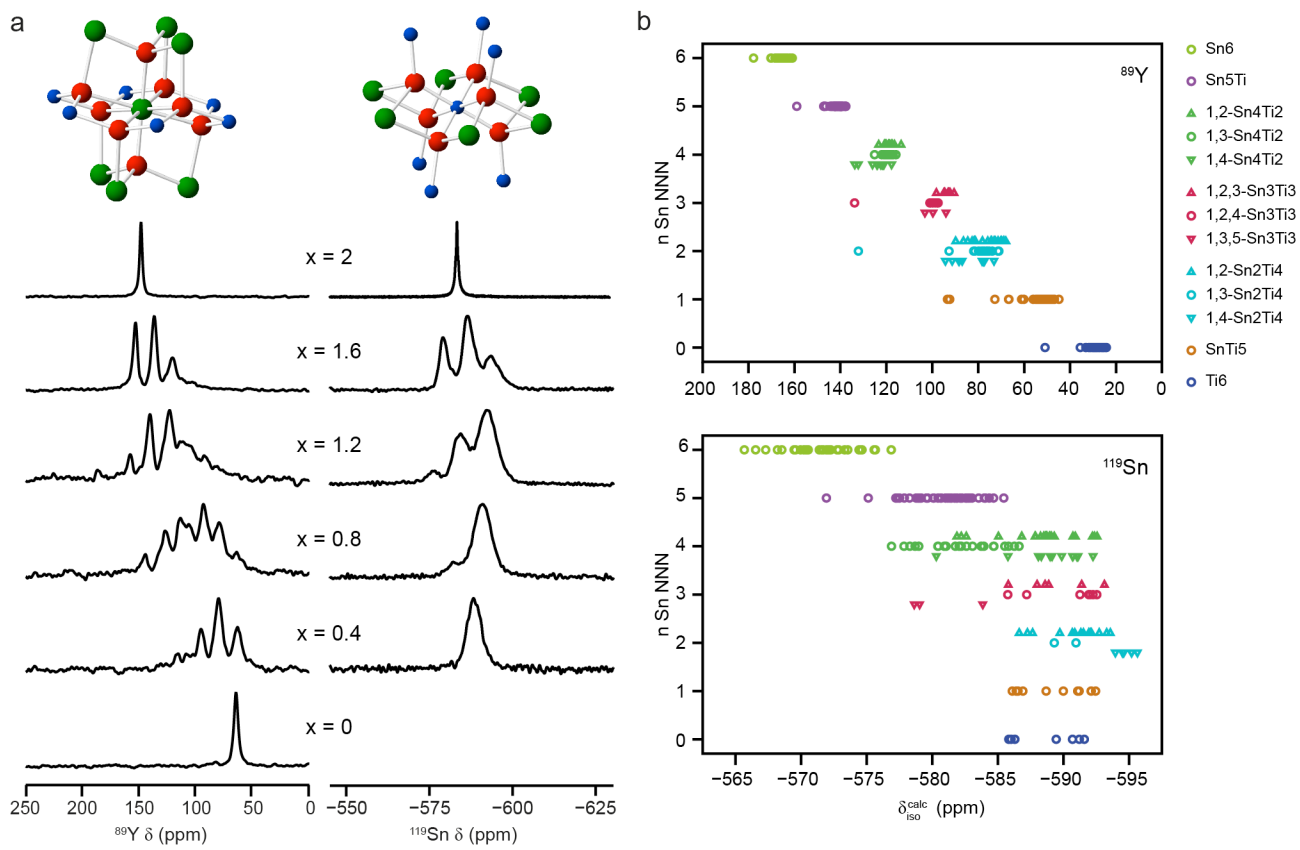 a
x = 2
x = 1.6
x = 1.2
x = 0.8
x = 0.4
x = 0
250 200 150 100 50 0
⁸⁹Y δ (ppm)
−550 −575 −600 −625
¹¹⁹Sn δ (ppm)
b
⁸⁹Y
n Sn NNN
6
5
4
3
2
1
0
200 180 160 140 120 100 80 60 40 20 0
¹¹⁹Sn
n Sn NNN
6
5
4
3
2
1
0
−565 −570 −575 −580 −585 −590 −595
δ_iso^calc (ppm)
Sn6
Sn5Ti
1,2-Sn4Ti2
1,3-Sn4Ti2
1,4-Sn4Ti2
1,2,3-Sn3Ti3
1,2,4-Sn3Ti3
1,3,5-Sn3Ti3
1,2-Sn2Ti4
1,3-Sn2Ti4
1,4-Sn2Ti4
SnTi5
Ti6